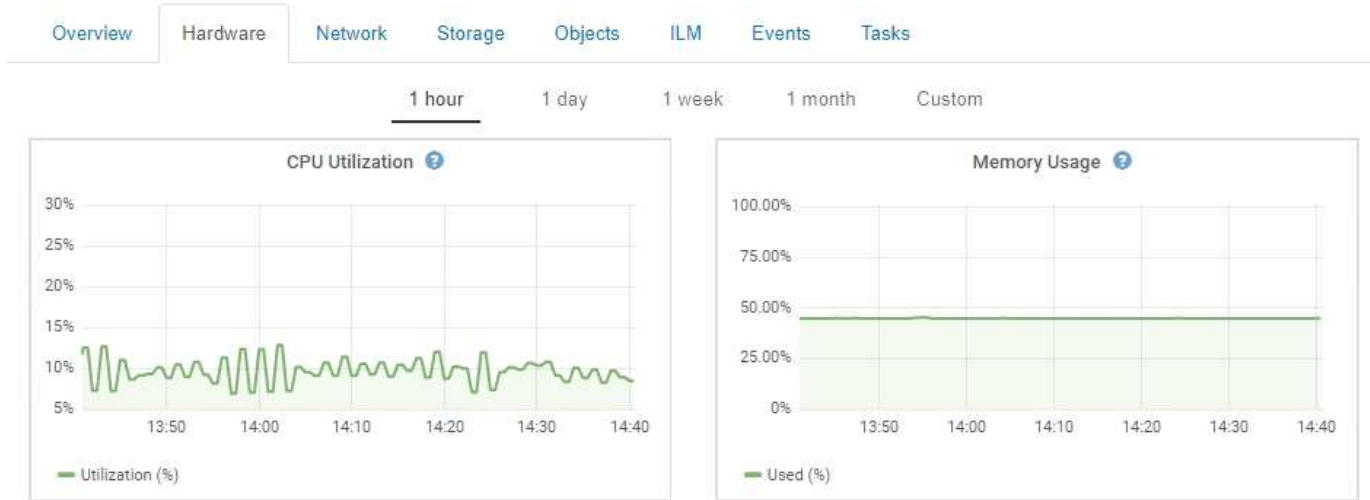 Overview Hardware Network Storage Objects ILM Events Tasks
1 hour 1 day 1 week 1 month Custom
CPU Utilization ?
30%
25%
20%
15%
10%
5%
13:50 14:00 14:10 14:20 14:30 14:40
Utilization (%)
Memory Usage ?
100.00%
75.00%
50.00%
25.00%
0%
13:50 14:00 14:10 14:20 14:30 14:40
Used (%)